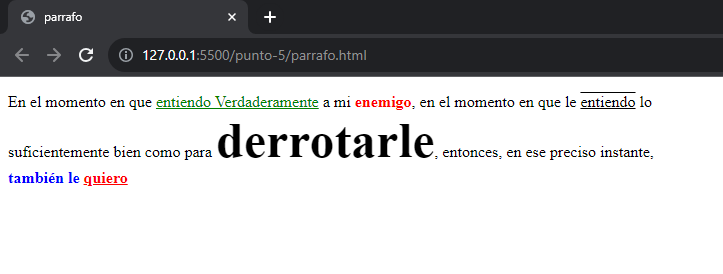 parrafo
127.0.0.1:5500/punto-5/parrafo.html
En el momento en que entiendo Verdaderamente a mi enemigo, en el momento en que le entiendo lo
suficientemente bien como para derrotarle, entonces, en ese preciso instante,
también le quiero